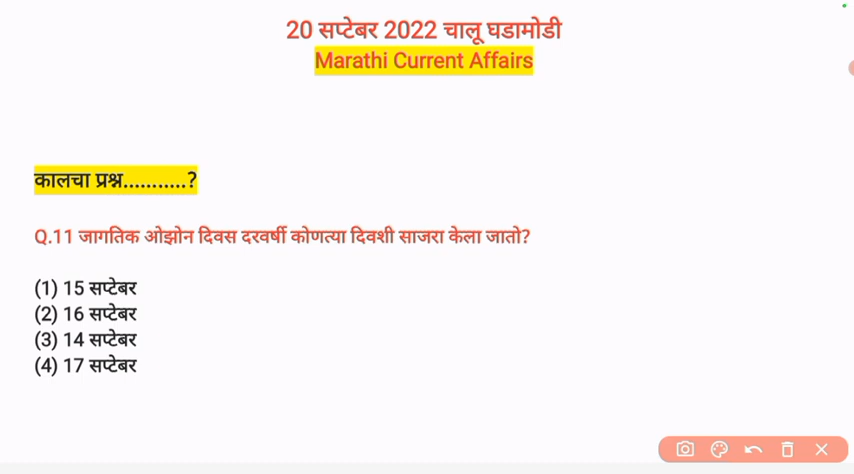 20 सप्टेबर 2022 चालू घडामोडी
Marathi Current Affairs
कालचा प्रश्न...........?
Q.11 जागतिक ओझोन दिवस दरवर्षी कोणत्या दिवशी साजरा केला जातो?
(1) 15 सप्टेबर
(2) 16 सप्टेबर
(3) 14 सप्टेबर
(4) 17 सप्टेबर